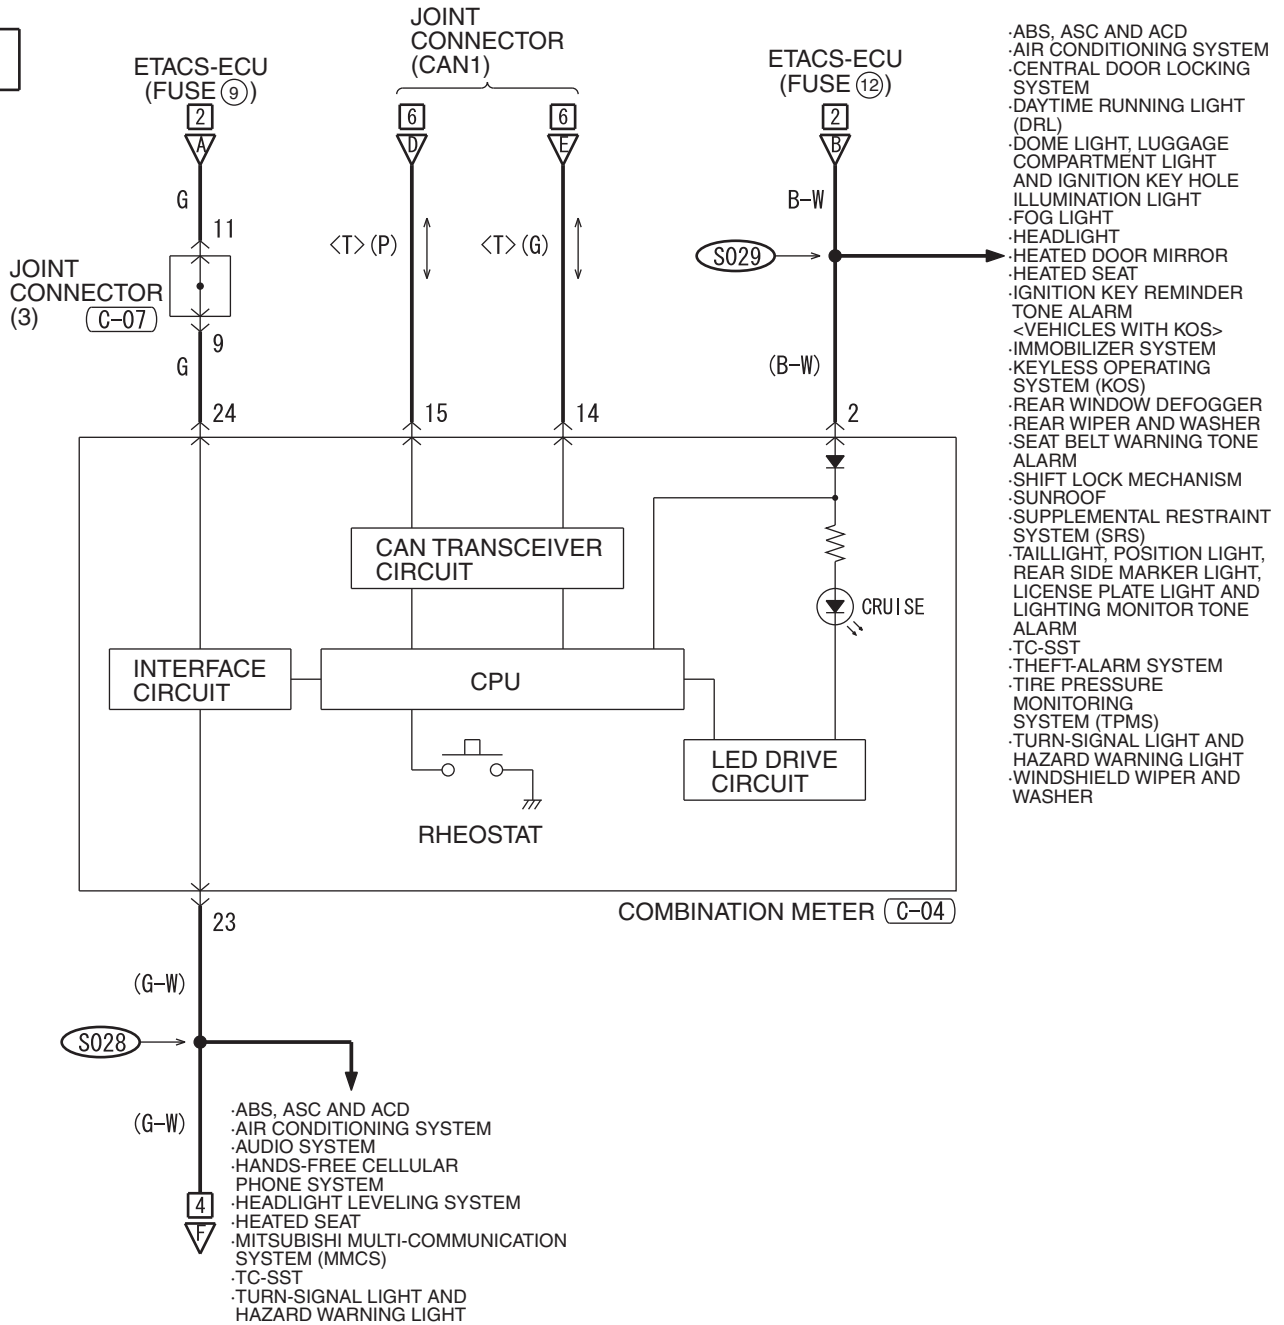 JOINT
CONNECTOR
(CAN1)
ETACS-ECU
(FUSE 9)
ETACS-ECU
(FUSE 12)
2
A
6
D
6
E
2
B
G
11
<T>(P)
<T>(G)
B-W
S029
JOINT
CONNECTOR
(3)
C-07
9
G
(B-W)
24
15
14
2
·ABS, ASC AND ACD
·AIR CONDITIONING SYSTEM
·CENTRAL DOOR LOCKING
SYSTEM
·DAYTIME RUNNING LIGHT
(DRL)
·DOME LIGHT, LUGGAGE
COMPARTMENT LIGHT
AND IGNITION KEY HOLE
ILLUMINATION LIGHT
·FOG LIGHT
·HEADLIGHT
·HEATED DOOR MIRROR
·HEATED SEAT
·IGNITION KEY REMINDER
TONE ALARM
<VEHICLES WITH KOS>
·IMMOBILIZER SYSTEM
·KEYLESS OPERATING
SYSTEM (KOS)
·REAR WINDOW DEFOGGER
·REAR WIPER AND WASHER
·SEAT BELT WARNING TONE
ALARM
·SHIFT LOCK MECHANISM
·SUNROOF
·SUPPLEMENTAL RESTRAINT
SYSTEM (SRS)
·TAILLIGHT, POSITION LIGHT,
REAR SIDE MARKER LIGHT,
LICENSE PLATE LIGHT AND
LIGHTING MONITOR TONE
ALARM
·TC-SST
·THEFT-ALARM SYSTEM
·TIRE PRESSURE
MONITORING
SYSTEM (TPMS)
·TURN-SIGNAL LIGHT AND
HAZARD WARNING LIGHT
·WINDSHIELD WIPER AND
WASHER
CAN TRANSCEIVER
CIRCUIT
CRUISE
INTERFACE
CIRCUIT
CPU
LED DRIVE
CIRCUIT
RHEOSTAT
COMBINATION METER C-04
23
(G-W)
S028
(G-W)
4
F
·ABS, ASC AND ACD
·AIR CONDITIONING SYSTEM
·AUDIO SYSTEM
·HANDS-FREE CELLULAR
PHONE SYSTEM
·HEADLIGHT LEVELING SYSTEM
·HEATED SEAT
·MITSUBISHI MULTI-COMMUNICATION
SYSTEM (MMCS)
·TC-SST
·TURN-SIGNAL LIGHT AND
HAZARD WARNING LIGHT